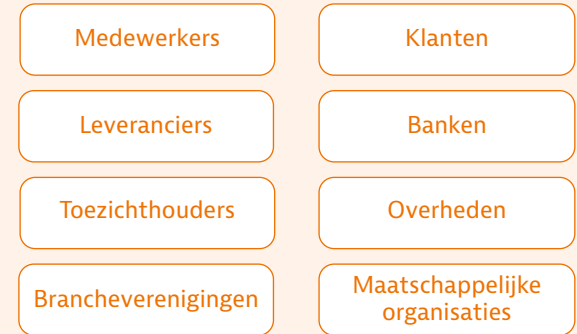 Medewerkers
Klanten
Leveranciers
Banken
Toezichthouders
Overheden
Brancheverenigingen
Maatschappelijke
organisaties